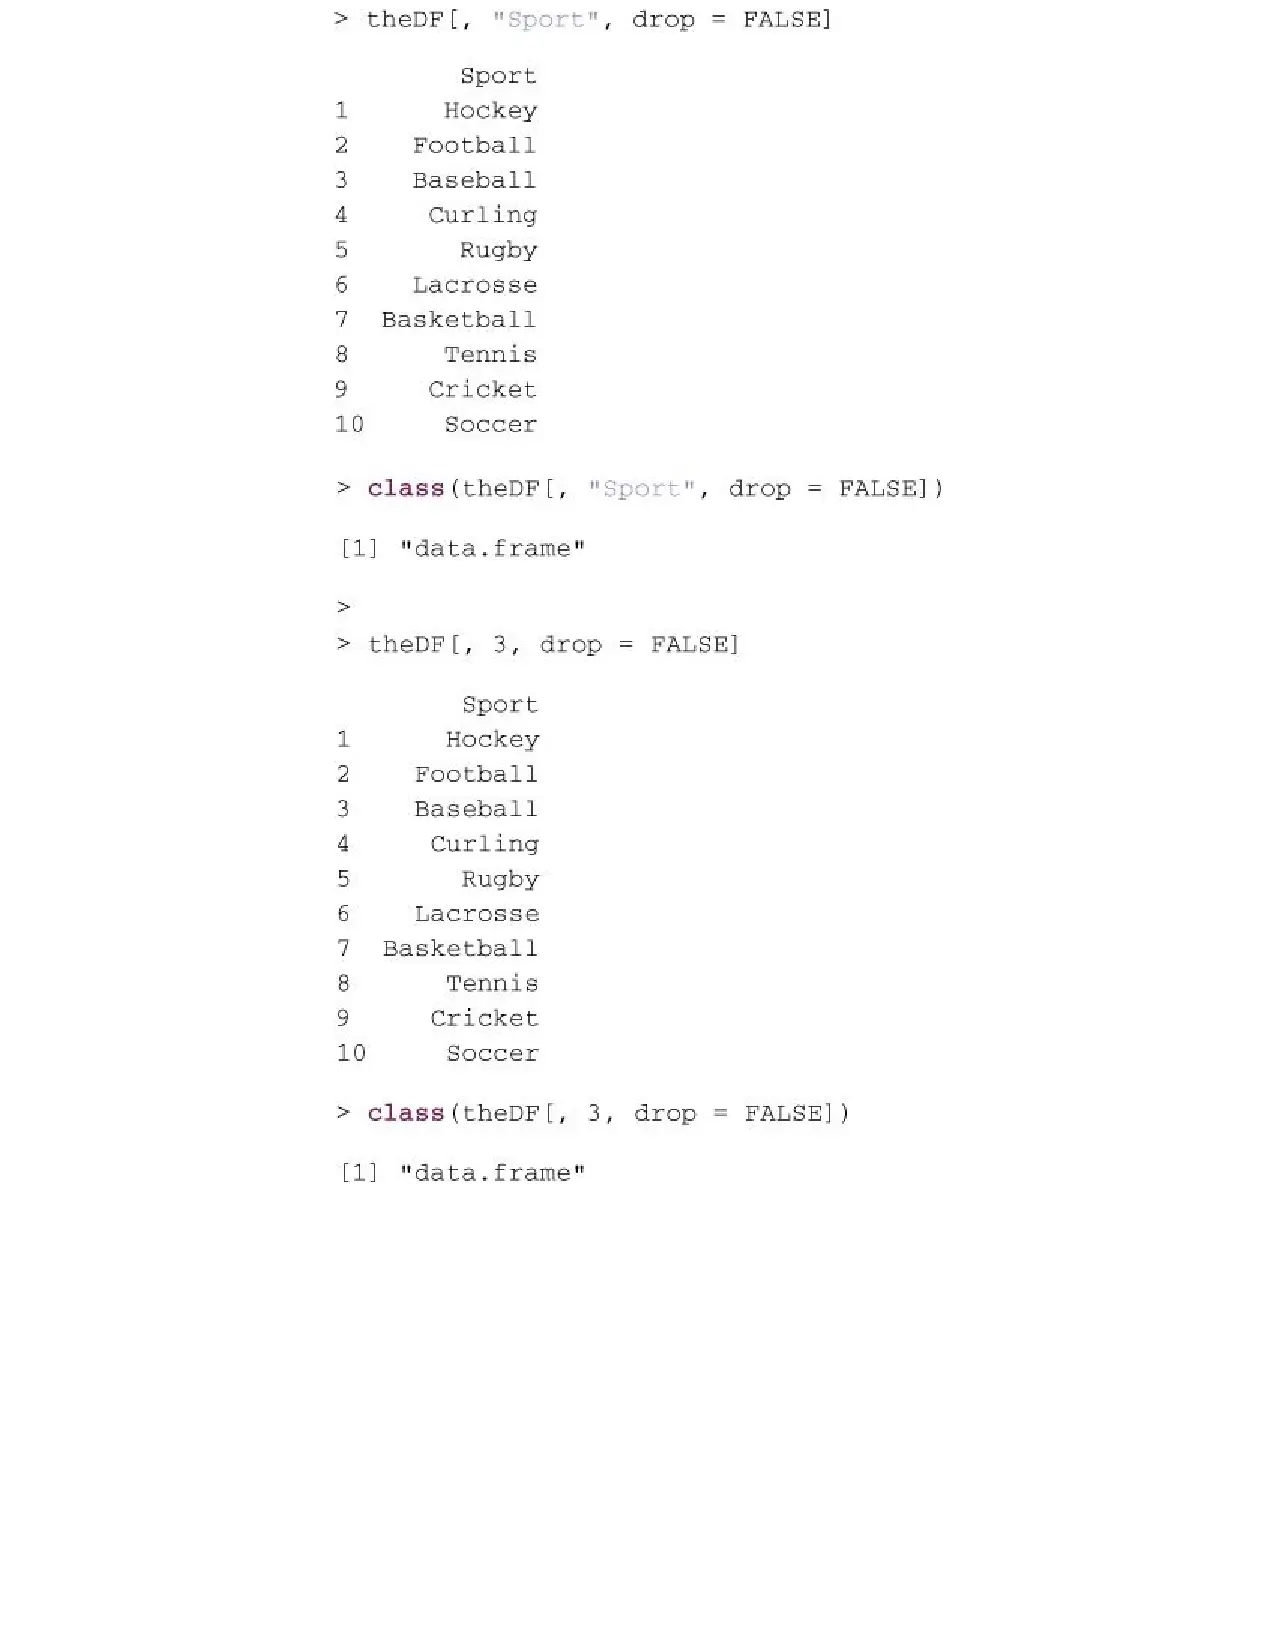 > theDF[, "Sport", drop = FALSE]
Sport
1 Hockey
2 Football
3 Baseball
4 Curling
5 Rugby
6 Lacrosse
7 Basketball
8 Tennis
9 Cricket
10 Soccer
> class(theDF[, "Sport", drop = FALSE])
[1] "data.frame"
>
> theDF[, 3, drop = FALSE]
Sport
1 Hockey
2 Football
3 Baseball
4 Curling
5 Rugby
6 Lacrosse
7 Basketball
8 Tennis
9 Cricket
10 Soccer
> class(theDF[, 3, drop = FALSE])
[1] "data.frame"